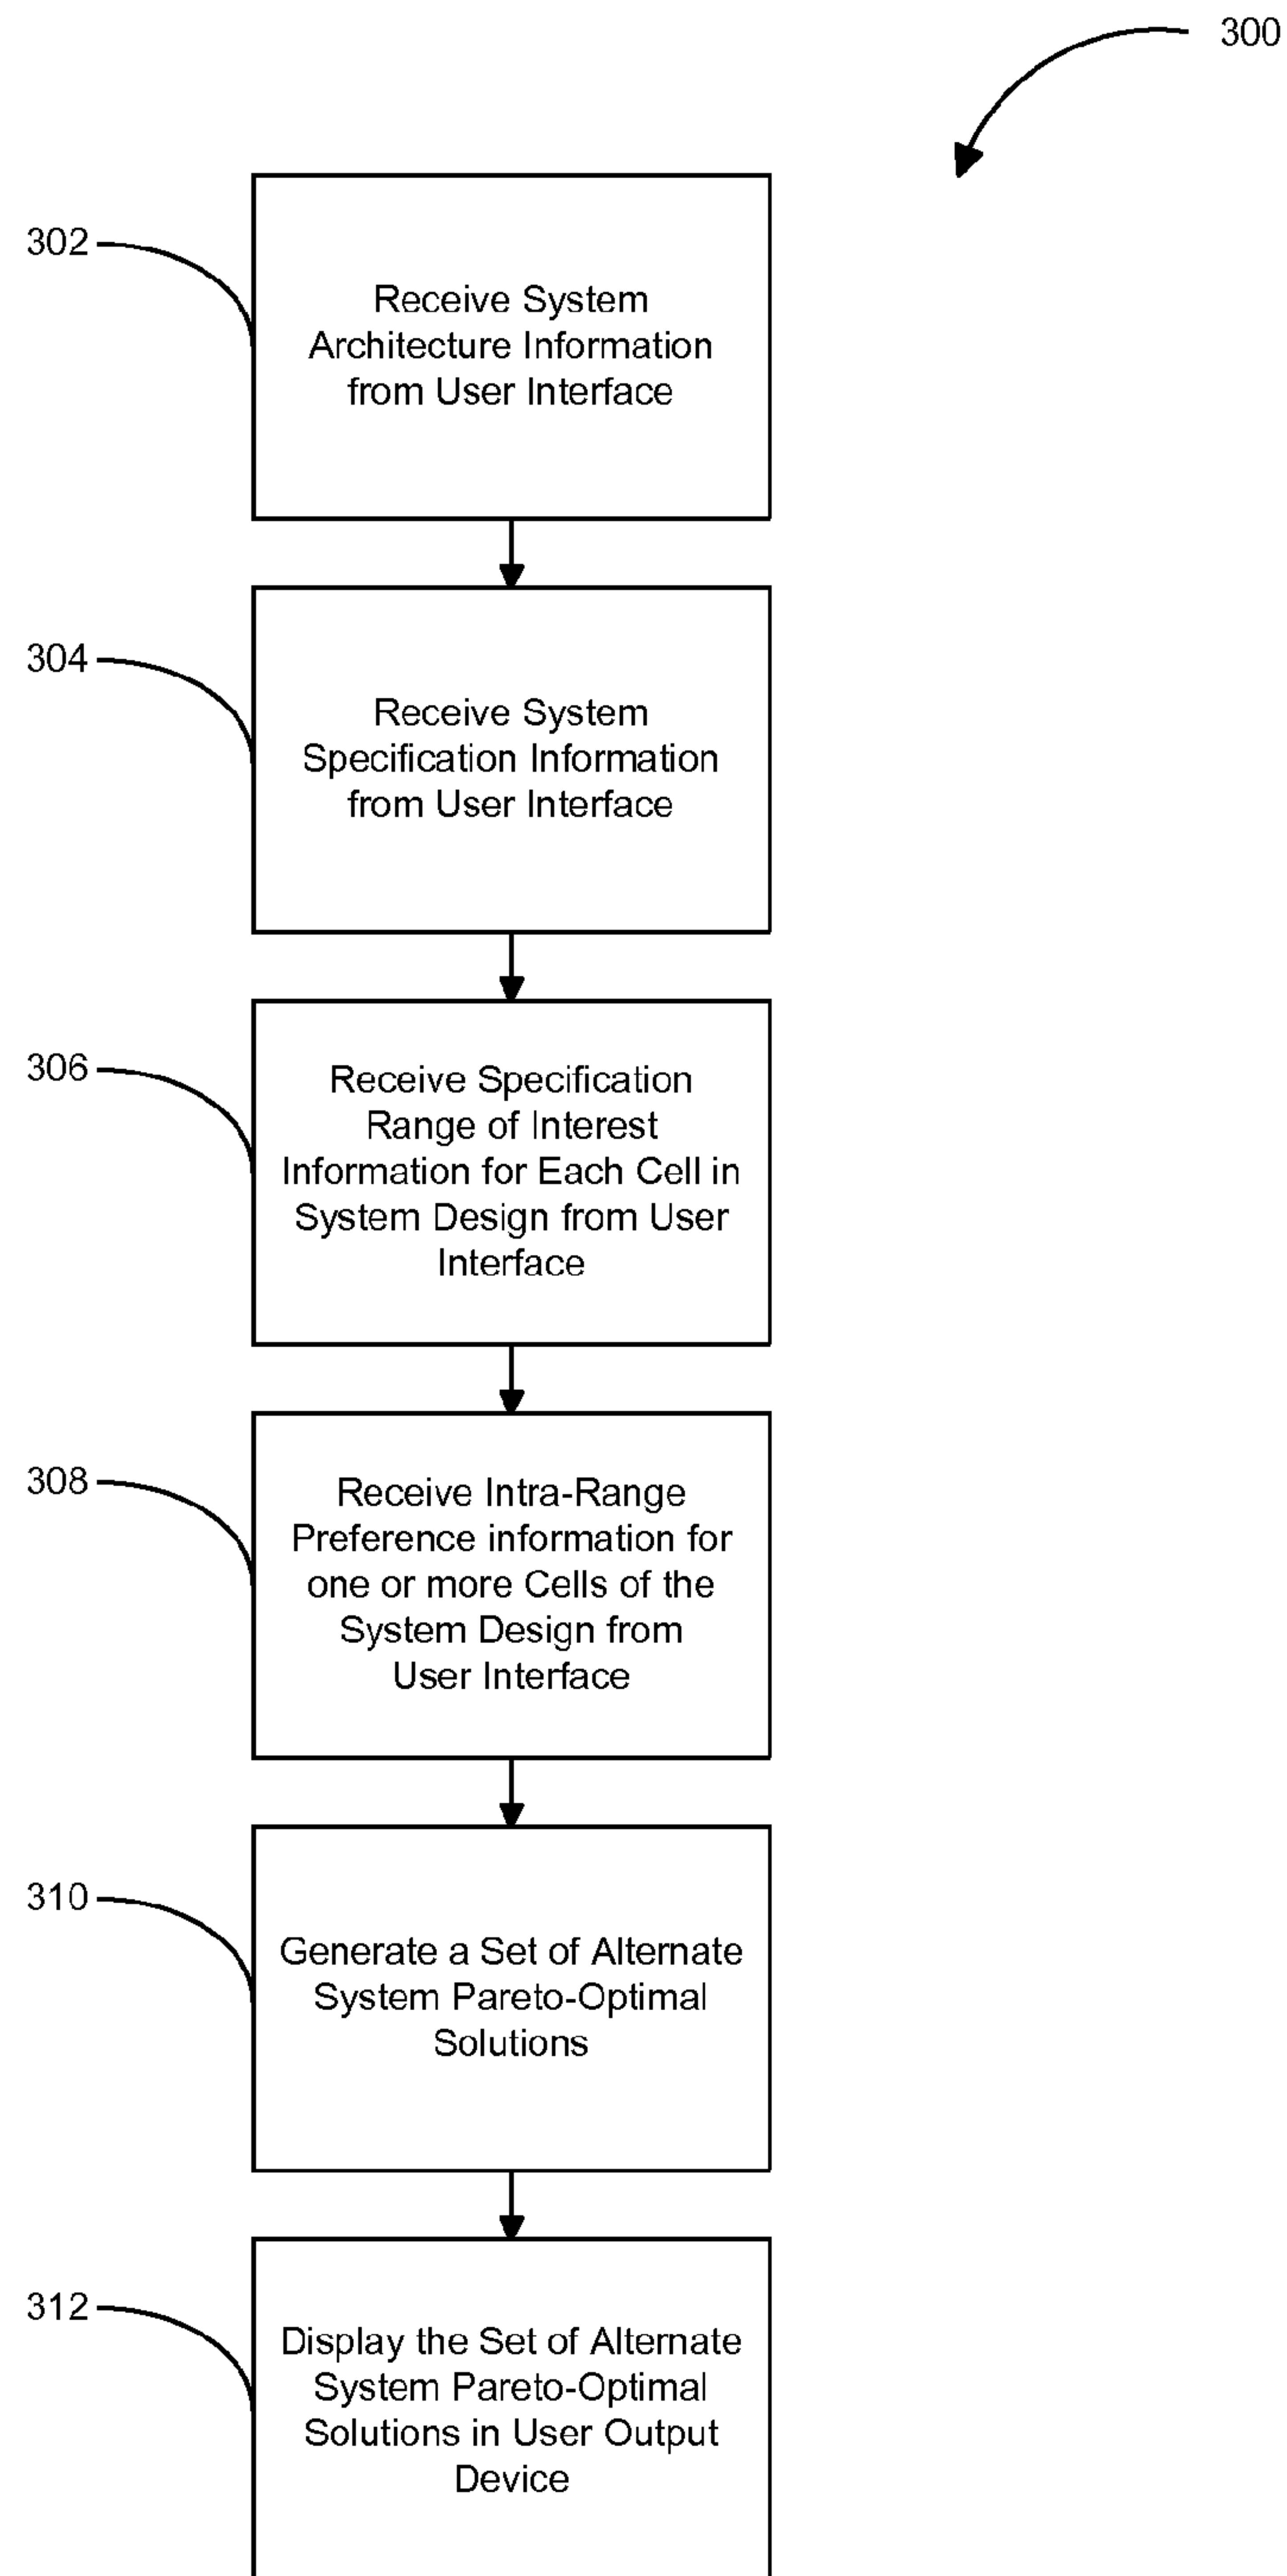 300
302
Receive System
Architecture Information
from User Interface
304
Receive System
Specification Information
from User Interface
306
Receive Specification
Range of Interest
Information for Each Cell in
System Design from User
Interface
308
Receive Intra-Range
Preference information for
one or more Cells of the
System Design from
User Interface
310
Generate a Set of Alternate
System Pareto-Optimal
Solutions
312
Display the Set of Alternate
System Pareto-Optimal
Solutions in User Output
Device